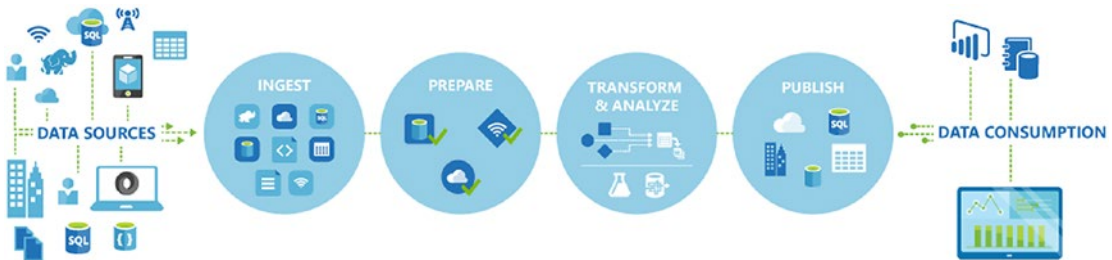 SQL
DATA SOURCES
SQL
{ }
INGEST
SQL
</>
PREPARE
TRANSFORM
& ANALYZE
PUBLISH
SQL
DATA CONSUMPTION